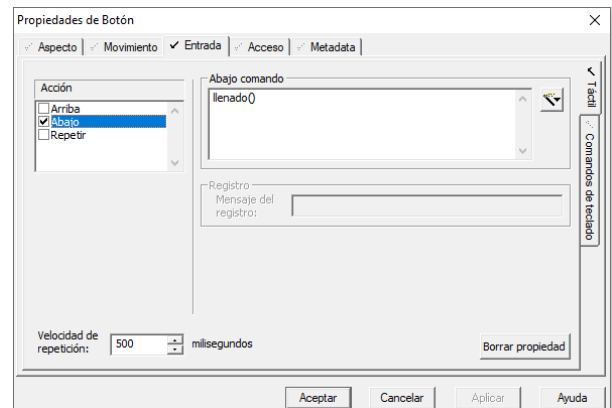 Propiedades de Botón
Aspecto Movimiento Entrada Acceso Metadata
Acción
Arriba
Abajo
Repetir
Abajo comando
llenado()
Registro
Mensaje del
registro:
Táctil
Comandos de teclado
Velocidad de
repetición:
500 milisegundos
Borrar propiedad
Aceptar Cancelar Aplicar Ayuda